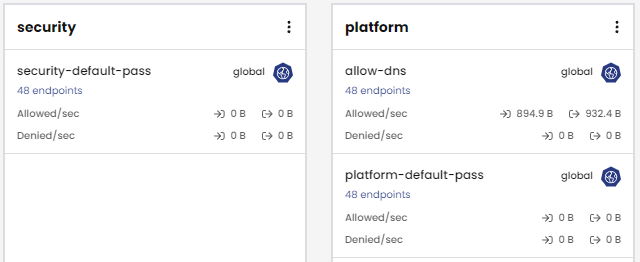 security
security-default-pass global
48 endpoints
Allowed/sec 0 B 0 B
Denied/sec 0 B 0 B
platform
allow-dns global
48 endpoints
Allowed/sec 894.9 B 932.4 B
Denied/sec 0 B 0 B
platform-default-pass global
48 endpoints
Allowed/sec 0 B 0 B
Denied/sec 0 B 0 B